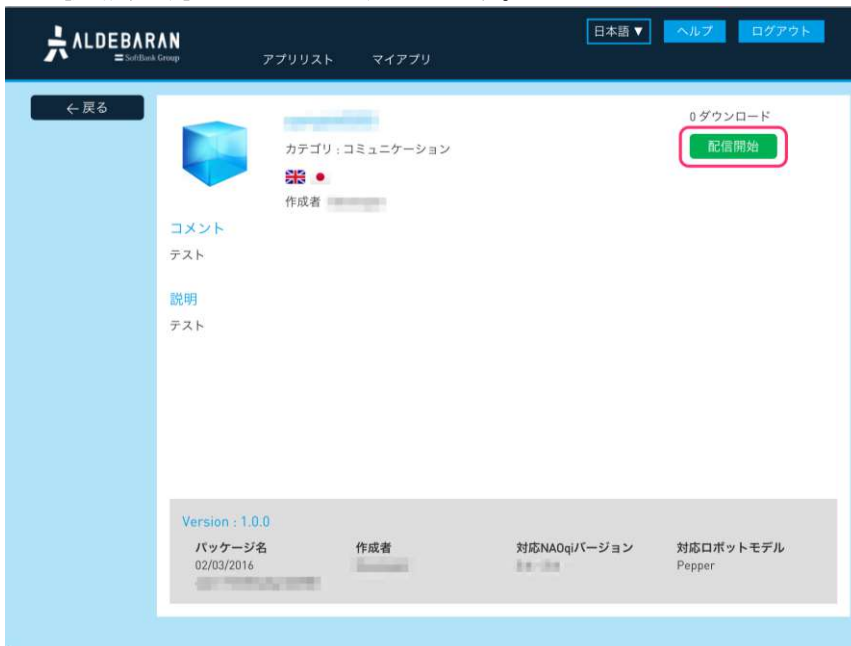 ALDEBARAN
SoftBank Group
アプリリスト
マイアプリ
日本語 ▼
ヘルプ
ログアウト
←戻る
0 ダウンロード
配信開始
カテゴリ : コミュニケーション
作成者
コメント
テスト
説明
テスト
Version : 1.0.0
パッケージ名 作成者 対応NAOqiバージョン 対応ロボットモデル
02/03/2016 Pepper